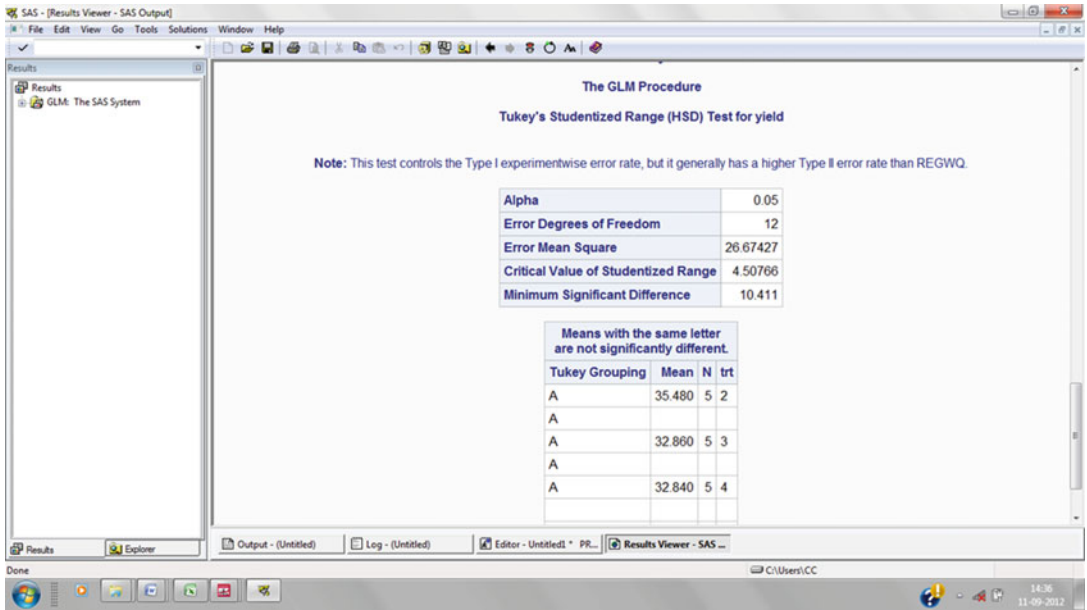 SAS - [Results Viewer - SAS Output]
File Edit View Go Tools Solutions Window Help
Results
Results
GLM: The SAS System
The GLM Procedure
Tukey's Studentized Range (HSD) Test for yield
Note: This test controls the Type I experimentwise error rate, but it generally has a higher Type II error rate than REGWQ.
Alpha 0.05
Error Degrees of Freedom 12
Error Mean Square 26.67427
Critical Value of Studentized Range 4.50766
Minimum Significant Difference 10.411
Means with the same letter
are not significantly different.
Tukey Grouping Mean N trt
A 35.480 5 2
A
A 32.860 5 3
A
A 32.840 5 4
Results Explorer
Output - (Untitled) Log - (Untitled) Editor - Untitled1 * PR... Results Viewer - SAS ...
Done C:\Users\CC
14:36
11-09-2012